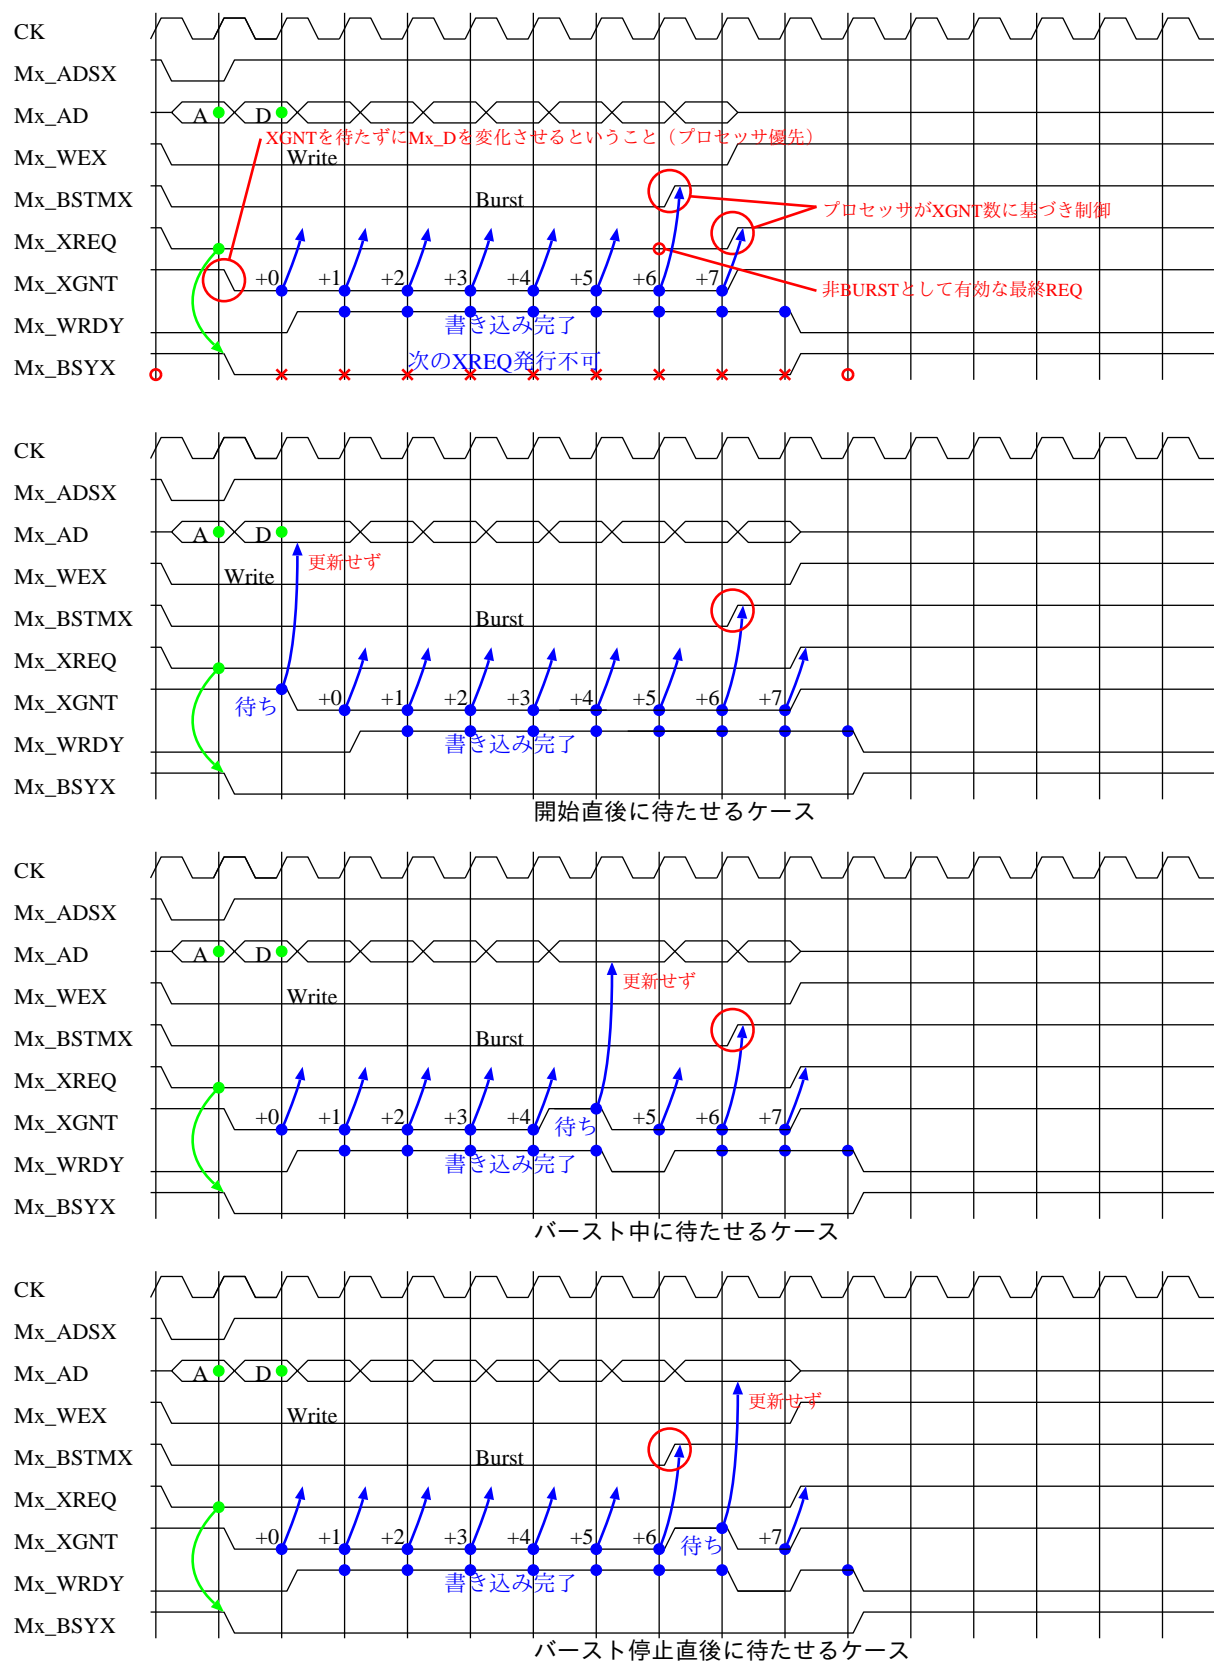 CK
Mx_ADSX
Mx_AD A D
XGNTを待たずにMx_Dを変化させるということ（プロセッサ優先）
Mx_WEX Write
Mx_BSTMX Burst
プロセッサがXGNT数に基づき制御
Mx_XREQ
Mx_XGNT +0 +1 +2 +3 +4 +5 +6 +7
非BURSTとして有効な最終REQ
Mx_WRDY 書き込み完了
Mx_BSYX 次のXREQ発行不可
CK
Mx_ADSX
Mx_AD A D
更新せず
Mx_WEX Write
Mx_BSTMX Burst
Mx_XREQ
Mx_XGNT 待ち +0 +1 +2 +3 +4 +5 +6 +7
Mx_WRDY 書き込み完了
Mx_BSYX
開始直後に待たせるケース
CK
Mx_ADSX
Mx_AD A D
更新せず
Mx_WEX Write
Mx_BSTMX Burst
Mx_XREQ
Mx_XGNT +0 +1 +2 +3 +4 待ち +5 +6 +7
Mx_WRDY 書き込み完了
Mx_BSYX
バースト中に待たせるケース
CK
Mx_ADSX
Mx_AD A D
更新せず
Mx_WEX Write
Mx_BSTMX Burst
Mx_XREQ
Mx_XGNT +0 +1 +2 +3 +4 +5 +6 待ち +7
Mx_WRDY 書き込み完了
Mx_BSYX
バースト停止直後に待たせるケース